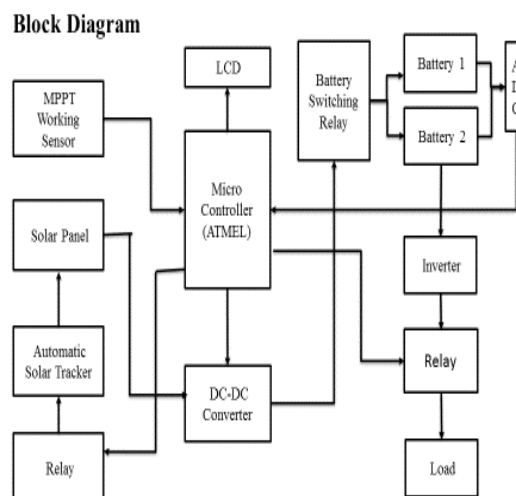 Block Diagram
LCD
MPPT
Working
Sensor
Battery
Switching
Relay
Battery 1
Battery 2
Micro
Controller
(ATMEL)
Solar Panel
Inverter
Automatic
Solar Tracker
DC-DC
Converter
Relay
Relay
Load